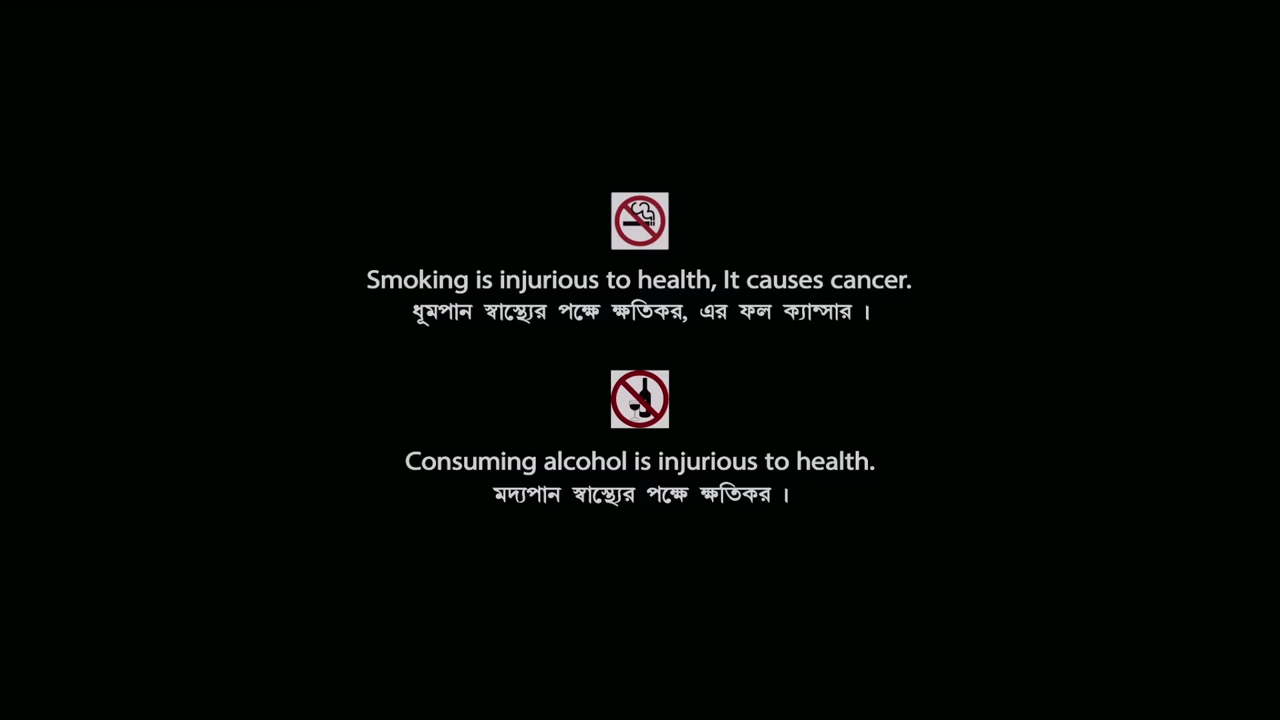 Smoking is injurious to health, It causes cancer.
ধূমপান স্বাস্থ্যের পক্ষে ক্ষতিকর, এর ফল ক্যান্সার ।
Consuming alcohol is injurious to health.
মদ্যপান স্বাস্থ্যের পক্ষে ক্ষতিকর ।